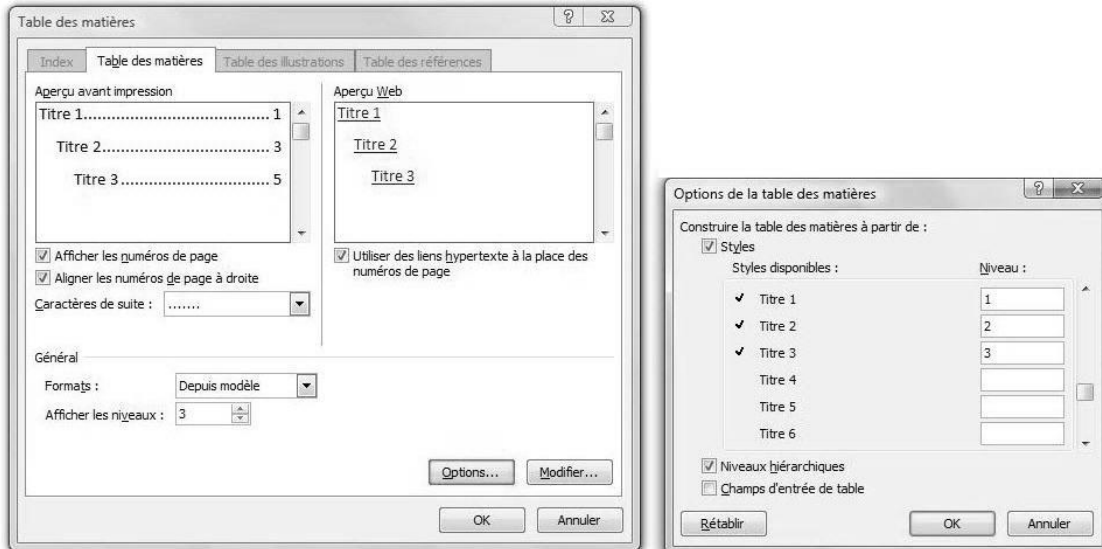 Table des matières
Index
Table des matières
Table des illustrations
Table des références
Aperçu avant impression
Titre 1.................................... 1
Titre 2................................ 3
Titre 3............................ 5
Afficher les numéros de page
Aligner les numéros de page à droite
Caractères de suite : .......
Aperçu Web
Titre 1
Titre 2
Titre 3
Utiliser des liens hypertexte à la place des
numéros de page
Général
Formats : Depuis modèle
Afficher les niveaux : 3
Options...
Modifier...
OK
Annuler
Options de la table des matières
Construire la table des matières à partir de :
Styles
Styles disponibles : Niveau :
Titre 1 1
Titre 2 2
Titre 3 3
Titre 4
Titre 5
Titre 6
Niveaux hiérarchiques
Champs d'entrée de table
Rétablir
OK
Annuler